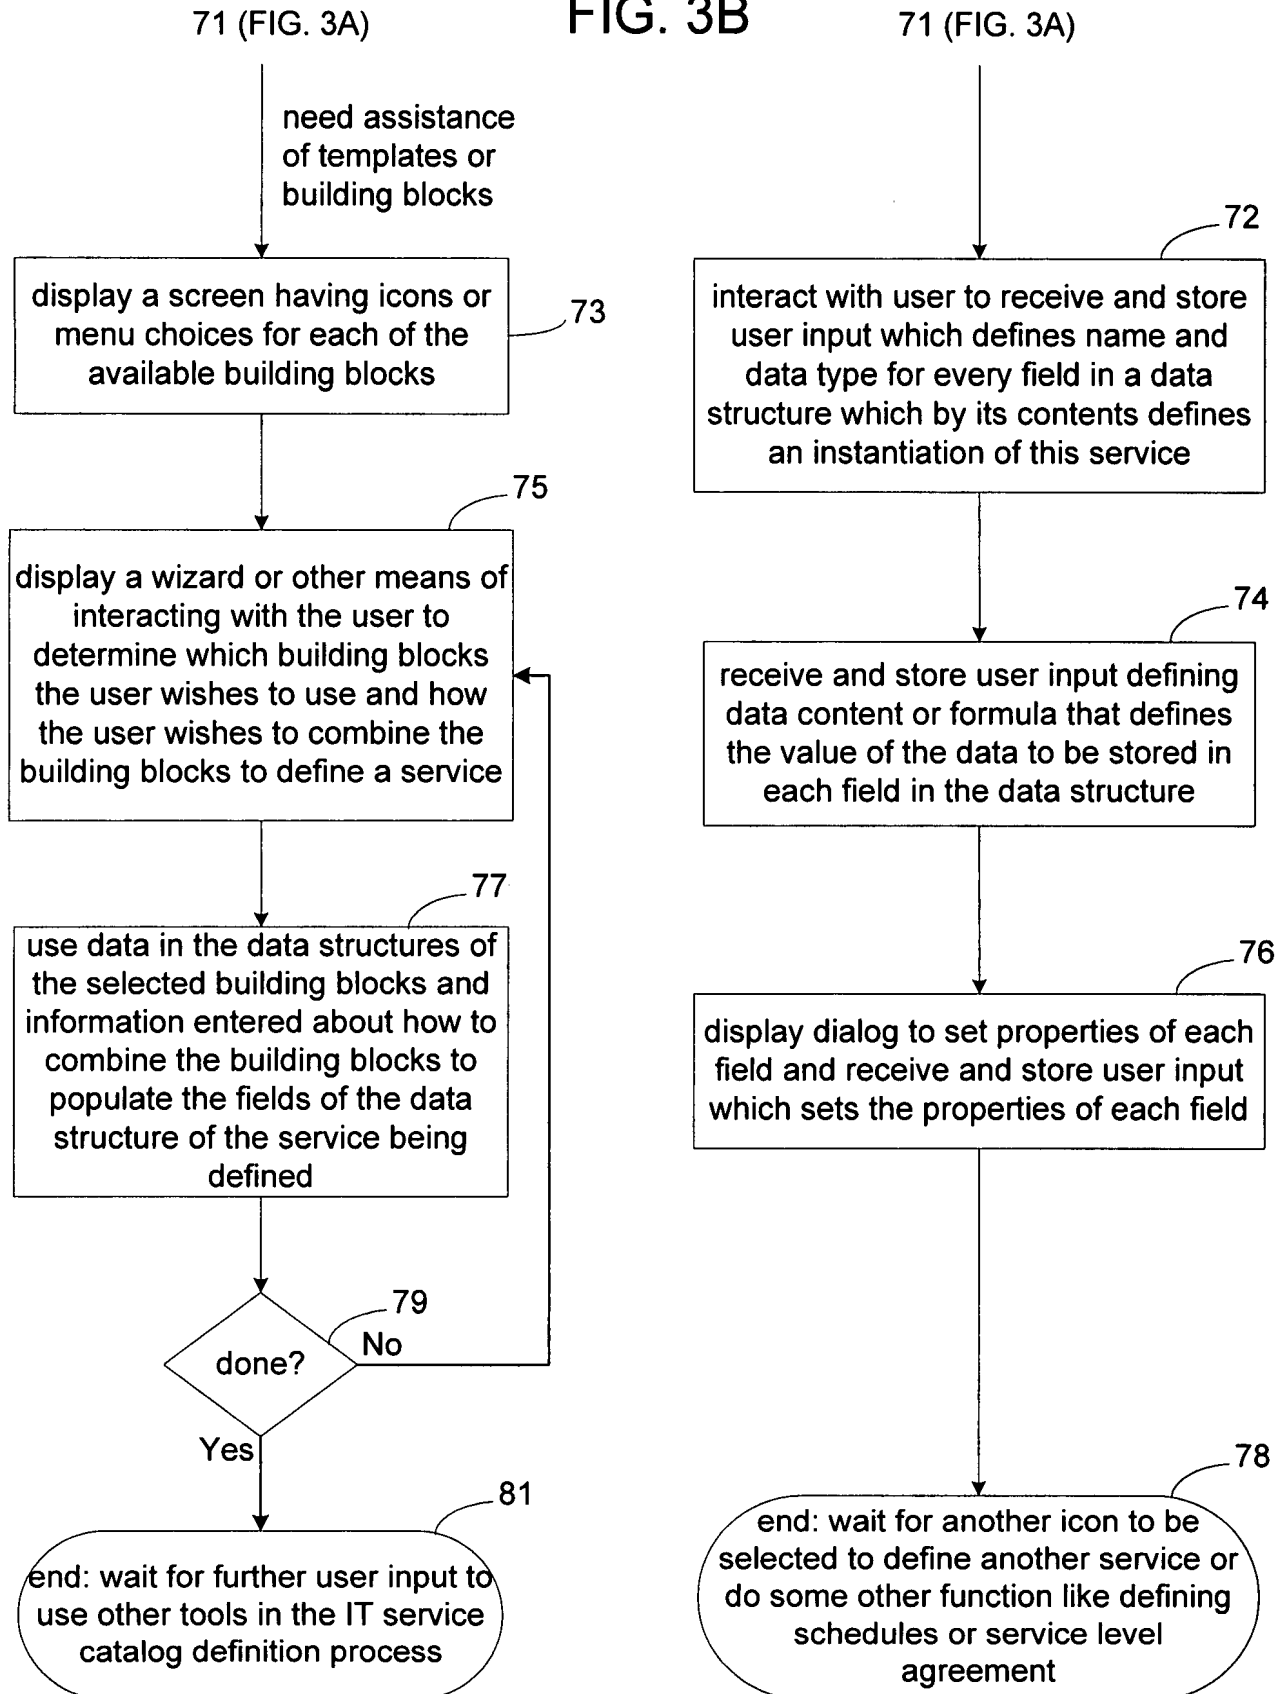 FIG. 3B
71 (FIG. 3A)
need assistance
of templates or
building blocks
display a screen having icons or
menu choices for each of the
available building blocks
73
75
display a wizard or other means of
interacting with the user to
determine which building blocks
the user wishes to use and how
the user wishes to combine the
building blocks to define a service
77
use data in the data structures of
the selected building blocks and
information entered about how to
combine the building blocks to
populate the fields of the data
structure of the service being
defined
79
done?
No
Yes
81
end: wait for further user input to
use other tools in the IT service
catalog definition process
71 (FIG. 3A)
72
interact with user to receive and store
user input which defines name and
data type for every field in a data
structure which by its contents defines
an instantiation of this service
74
receive and store user input defining
data content or formula that defines
the value of the data to be stored in
each field in the data structure
76
display dialog to set properties of each
field and receive and store user input
which sets the properties of each field
78
end: wait for another icon to be
selected to define another service or
do some other function like defining
schedules or service level
agreement